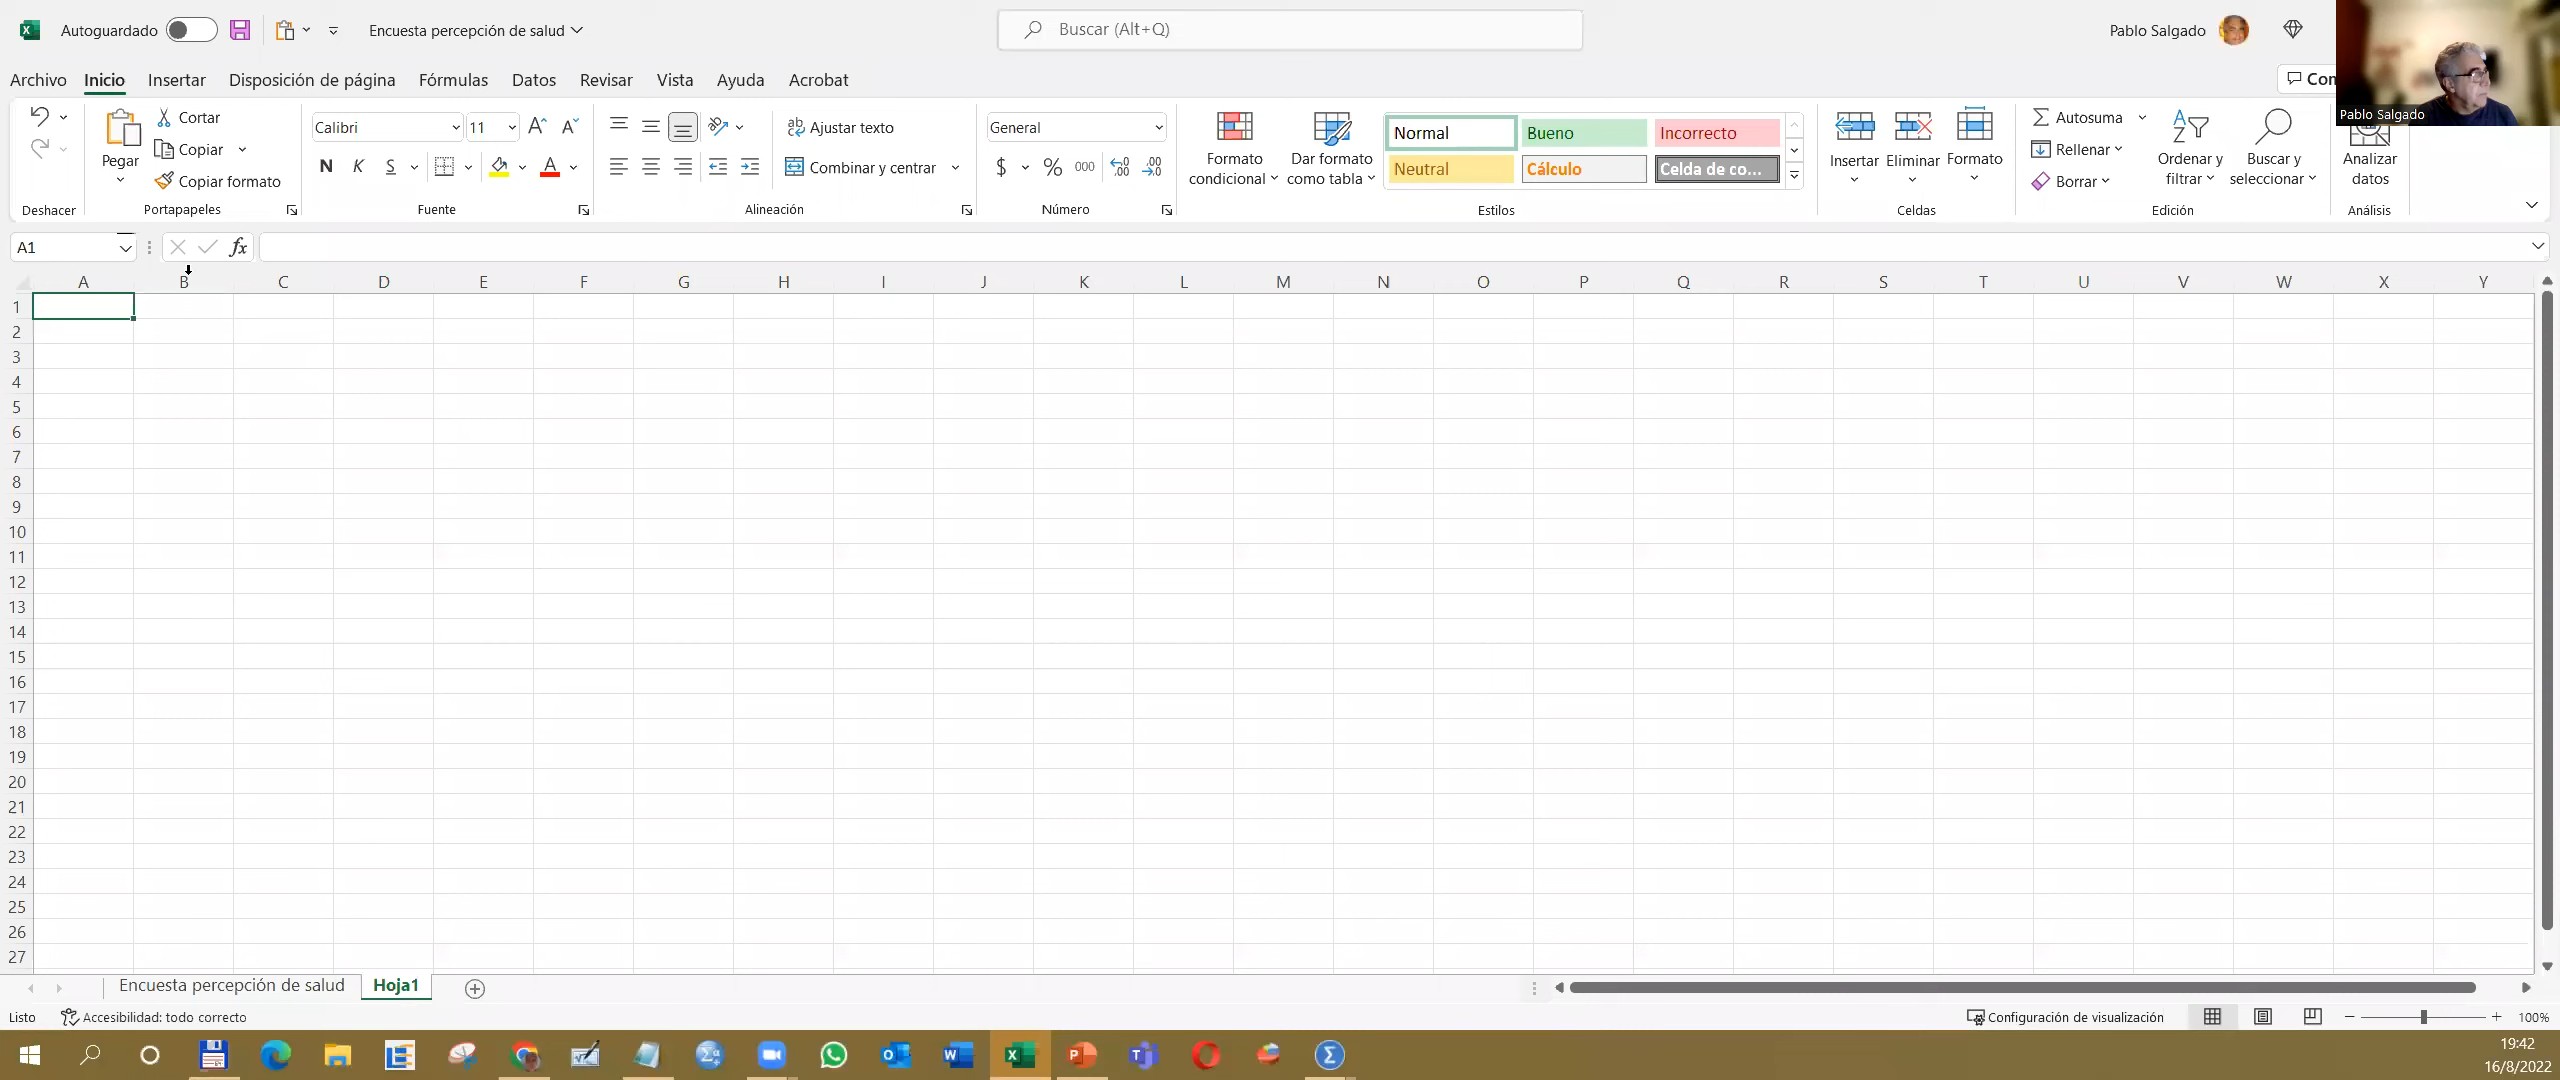 Autoguardado
Encuesta percepción de salud
Buscar (Alt+Q)
Pablo Salgado
Archivo Inicio Insertar Disposición de página Fórmulas Datos Revisar Vista Ayuda Acrobat
Con
Pablo Salgado
Pegar
Cortar
Copiar
Copiar formato
Calibri 11
N K S A
Ajustar texto
Combinar y centrar
General
$ % 000
Formato condicional
Dar formato como tabla
Normal Bueno Incorrecto
Neutral Cálculo Celda de co...
Insertar Eliminar Formato
Autosuma
Rellenar
Borrar
Ordenar y filtrar
Buscar y seleccionar
Analizar datos
Deshacer Portapapeles Fuente Alineación Número Estilos Celdas Edición Análisis
A1 fx
A B C D E F G H I J K L M N O P Q R S T U V W X Y
1
2
3
4
5
6
7
8
9
10
11
12
13
14
15
16
17
18
19
20
21
22
23
24
25
26
27
Encuesta percepción de salud Hoja1
Listo Accesibilidad: todo correcto
Configuración de visualización 100%
19:42
16/8/2022